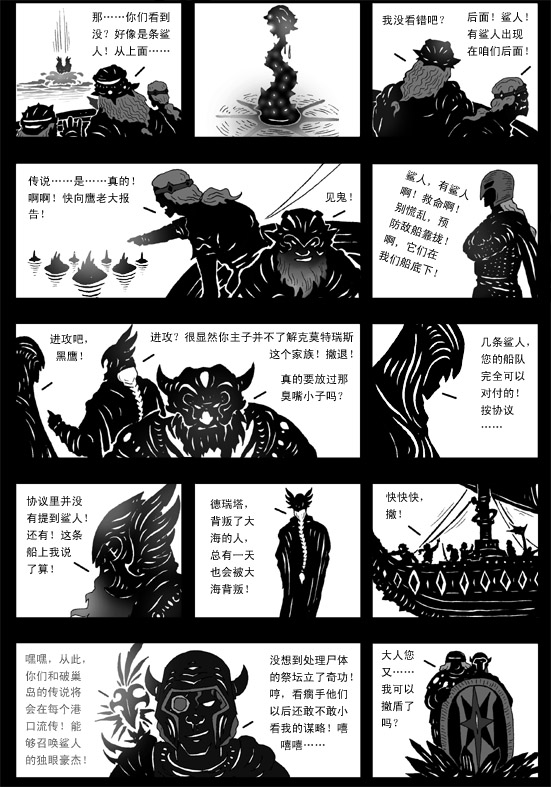 那……你们看到
没？好像是条鲨
人！从上面……
我没看错吧？
后面！鲨人！
有鲨人出现
在咱们后面！
传说……是……真的！
啊啊！快向鹰老大报
告！
见鬼！
鲨人，有鲨人
啊！救命啊！
别慌乱，预
防敌船靠拢！
啊，它们在
我们船底下！
进攻吧，
黑鹰！
进攻？很显然你主子并不了解克莫特瑞斯
这个家族！撤退！
真的要放过那
臭嘴小子吗？
几条鲨人，
您的船队
完全可以
对付的！
按协议
……
协议里并没
有提到鲨人！
还有！这条
船上我说
了算！
德瑞塔，
背叛了大
海的人，
总有一天
也会被大
海背叛！
快快快，
撤！
嘿嘿，从此，
你们和破巢
岛的传说将
会在每个港
口流传！能
够召唤鲨人
的独眼豪杰！
没想到处理尸体
的祭坛立了奇功！
哼，看瘸手他们
以后还敢不敢小
看我的谋略！嘻
嘻嘻……
大人您
又……
我可以
撤盾了
吗？